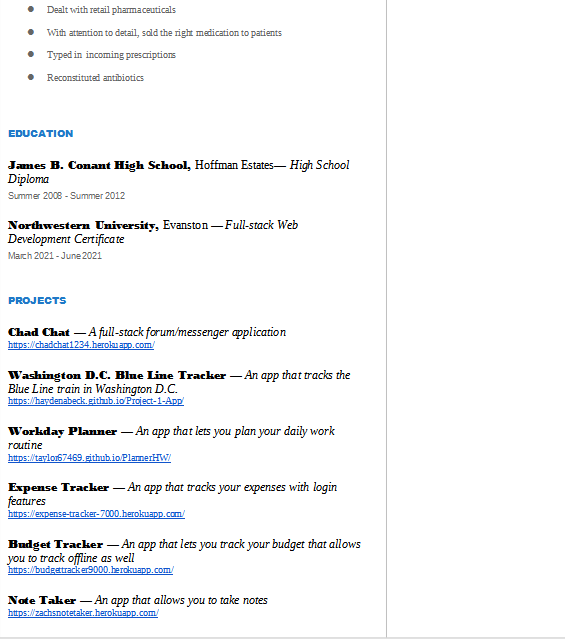 Dealt with retail pharmaceuticals
With attention to detail, sold the right medication to patients
Typed in incoming prescriptions
Reconstituted antibiotics
EDUCATION
James B. Conant High School, Hoffman Estates— High School
Diploma
Summer 2008 - Summer 2012
Northwestern University, Evanston — Full-stack Web
Development Certificate
March 2021 - June 2021
PROJECTS
Chad Chat — A full-stack forum/messenger application
https://chadchat1234.herokuapp.com/
Washington D.C. Blue Line Tracker — An app that tracks the
Blue Line train in Washington D.C.
https://haydenabeck.github.io/Project-1-App/
Workday Planner — An app that lets you plan your daily work
routine
https://taylor67469.github.io/PlannerHW/
Expense Tracker — An app that tracks your expenses with login
features
https://expense-tracker-7000.herokuapp.com/
Budget Tracker — An app that lets you track your budget that allows
you to track offline as well
https://budgettracker9000.herokuapp.com/
Note Taker — An app that allows you to take notes
https://zachsnotetaker.herokuapp.com/